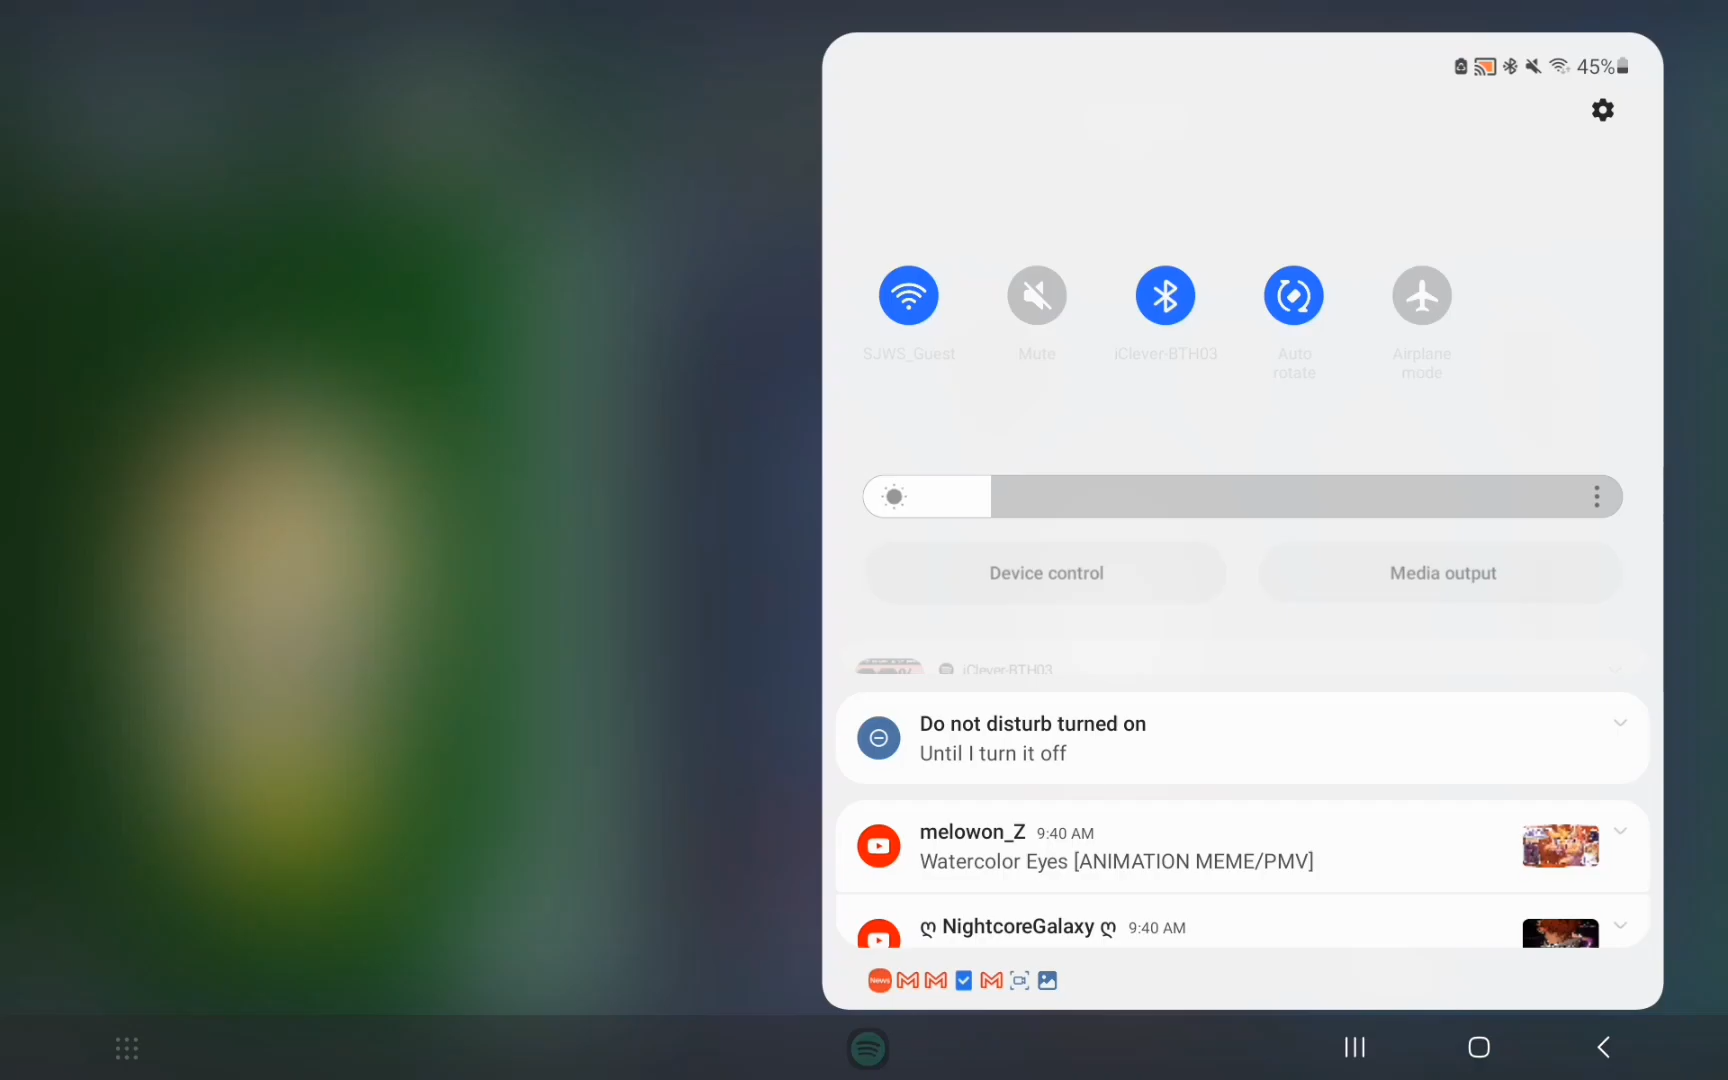 45%
SJWS_Guest
Mute
iClever-BTH03
Auto
rotate
Airplane
mode
Device control
Media output
iClever-BTH03
Do not disturb turned on
Until I turn it off
melowon_Z 9:40 AM
Watercolor Eyes [ANIMATION MEME/PMV]
ღ NightcoreGalaxy ღ 9:40 AM
News